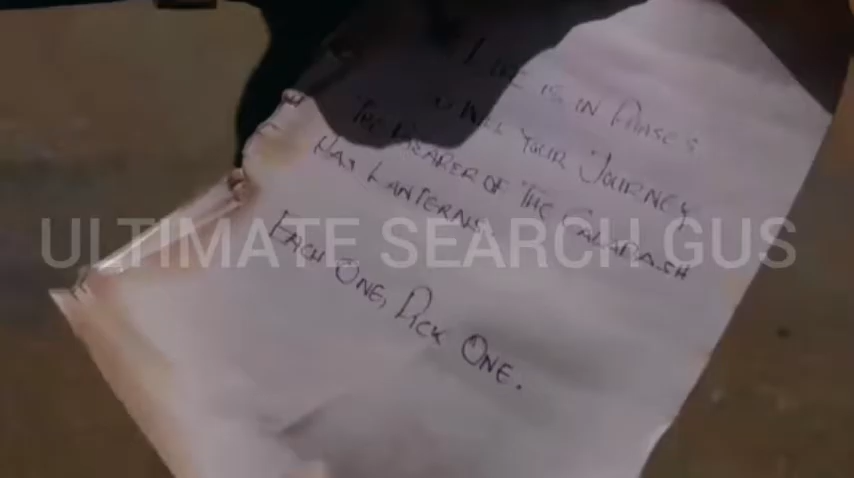 LIFE IS IN PHASES
YOUR JOURNEY
THE BEARER OF THE CALABASH
HAS LANTERNS.
EACH ONE, PICK ONE.
ULTIMATE SEARCH GUS